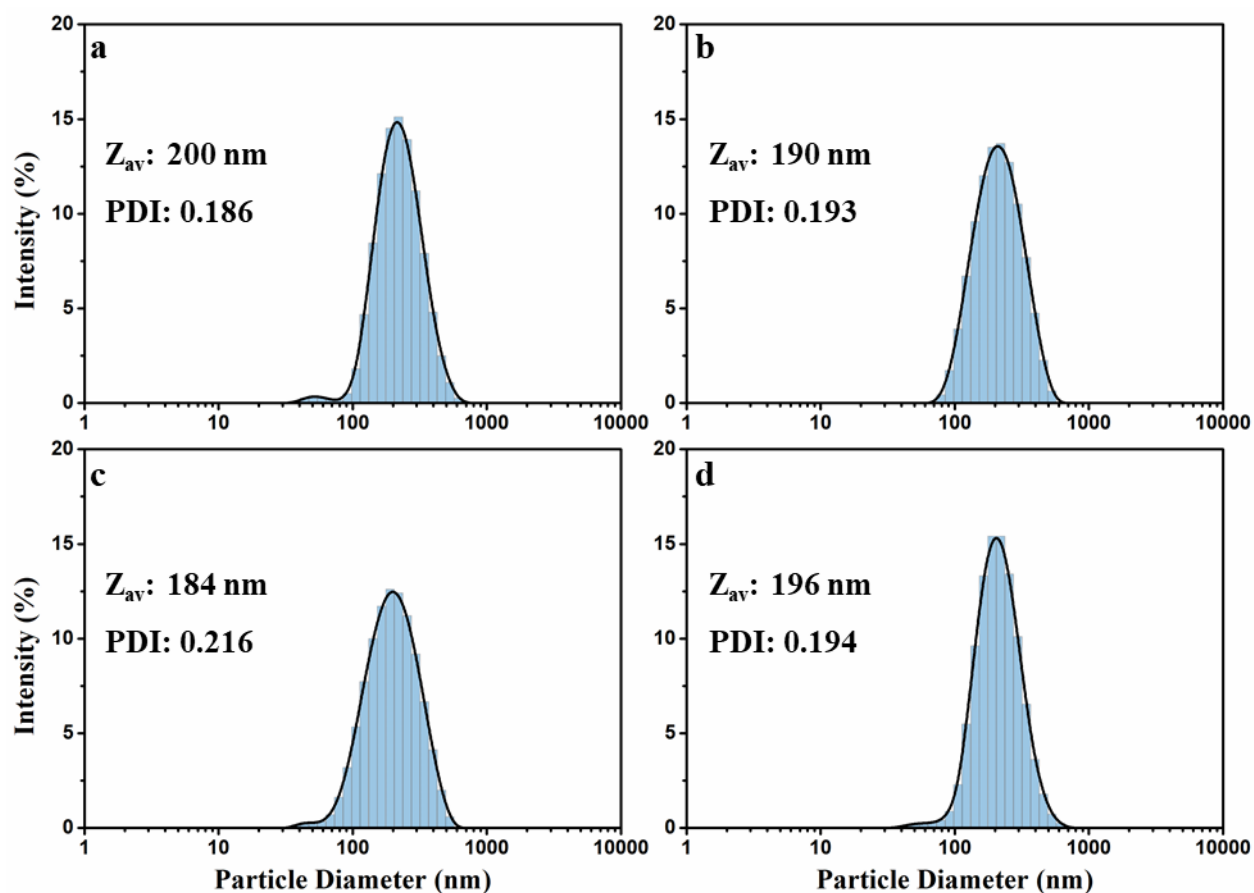 a
20
15
10
5
0
Intensity (%)
Zav: 200 nm
PDI: 0.186
1 10 100 1000 10000
b
20
15
10
5
0
Zav: 190 nm
PDI: 0.193
1 10 100 1000 10000
c
20
15
10
5
0
Intensity (%)
Zav: 184 nm
PDI: 0.216
1 10 100 1000 10000
Particle Diameter (nm)
d
20
15
10
5
0
Zav: 196 nm
PDI: 0.194
1 10 100 1000 10000
Particle Diameter (nm)